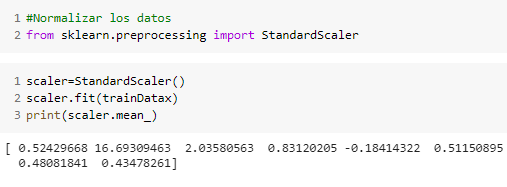 1 #Normalizar los datos
2 from sklearn.preprocessing import StandardScaler
1 scaler=StandardScaler()
2 scaler.fit(trainDatax)
3 print(scaler.mean_)
[ 0.52429668 16.69309463  2.03580563  0.83120205 -0.18414322  0.51150895
  0.48081841  0.43478261]